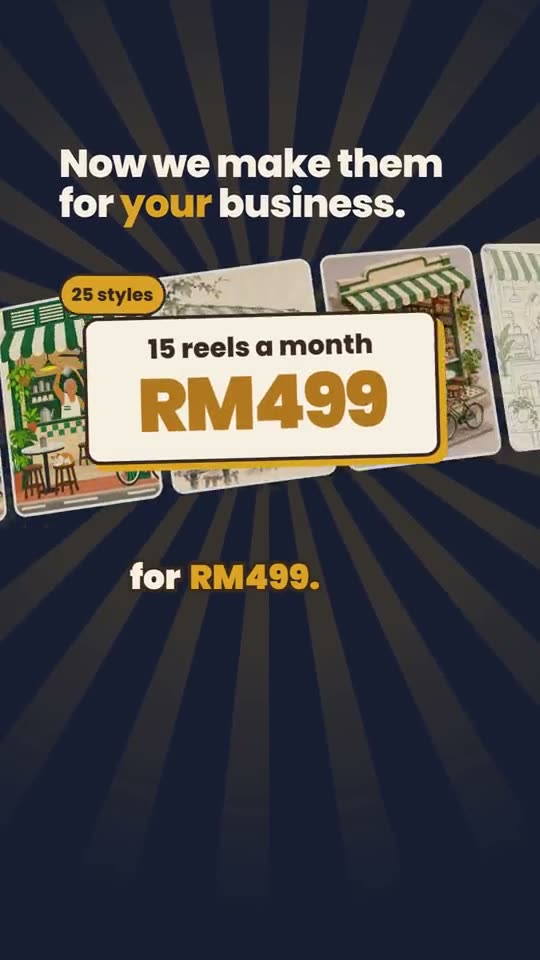 Now we make them
for your business.
25 styles
15 reels a month
RM499
for RM499.